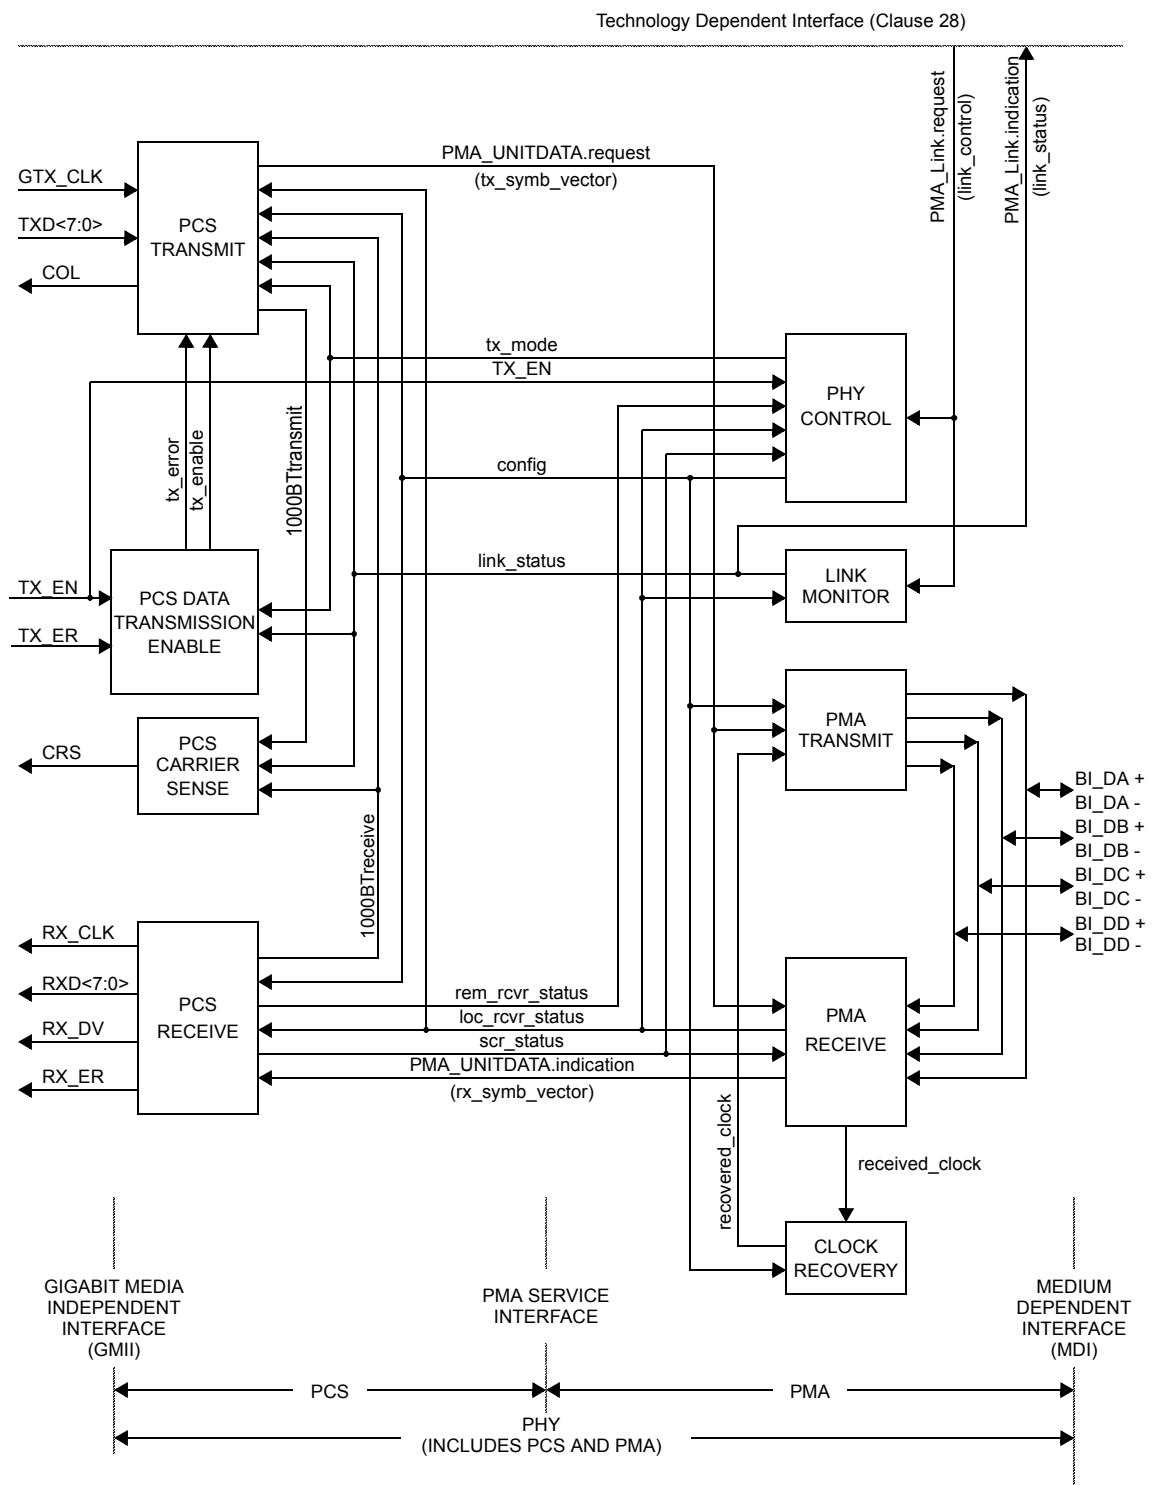 Technology Dependent Interface (Clause 28)
PMA_Link.request
(link_control)
PMA_Link.indication
(link_status)
PMA_UNITDATA.request
(tx_symb_vector)
GTX_CLK
TXD<7:0>
COL
PCS
TRANSMIT
tx_mode
TX_EN
PHY
CONTROL
tx_error
tx_enable
1000BTtransmit
config
link_status
LINK
MONITOR
TX_EN
TX_ER
PCS DATA
TRANSMISSION
ENABLE
PMA
TRANSMIT
CRS
PCS
CARRIER
SENSE
BI_DA +
BI_DA -
BI_DB +
BI_DB -
BI_DC +
BI_DC -
BI_DD +
BI_DD -
1000BTreceive
RX_CLK
RXD<7:0>
RX_DV
RX_ER
PCS
RECEIVE
rem_rcvr_status
loc_rcvr_status
scr_status
PMA_UNITDATA.indication
(rx_symb_vector)
PMA
RECEIVE
recovered_clock
received_clock
CLOCK
RECOVERY
GIGABIT MEDIA
INDEPENDENT
INTERFACE
(GMII)
PMA SERVICE
INTERFACE
MEDIUM
DEPENDENT
INTERFACE
(MDI)
PCS
PMA
PHY
(INCLUDES PCS AND PMA)